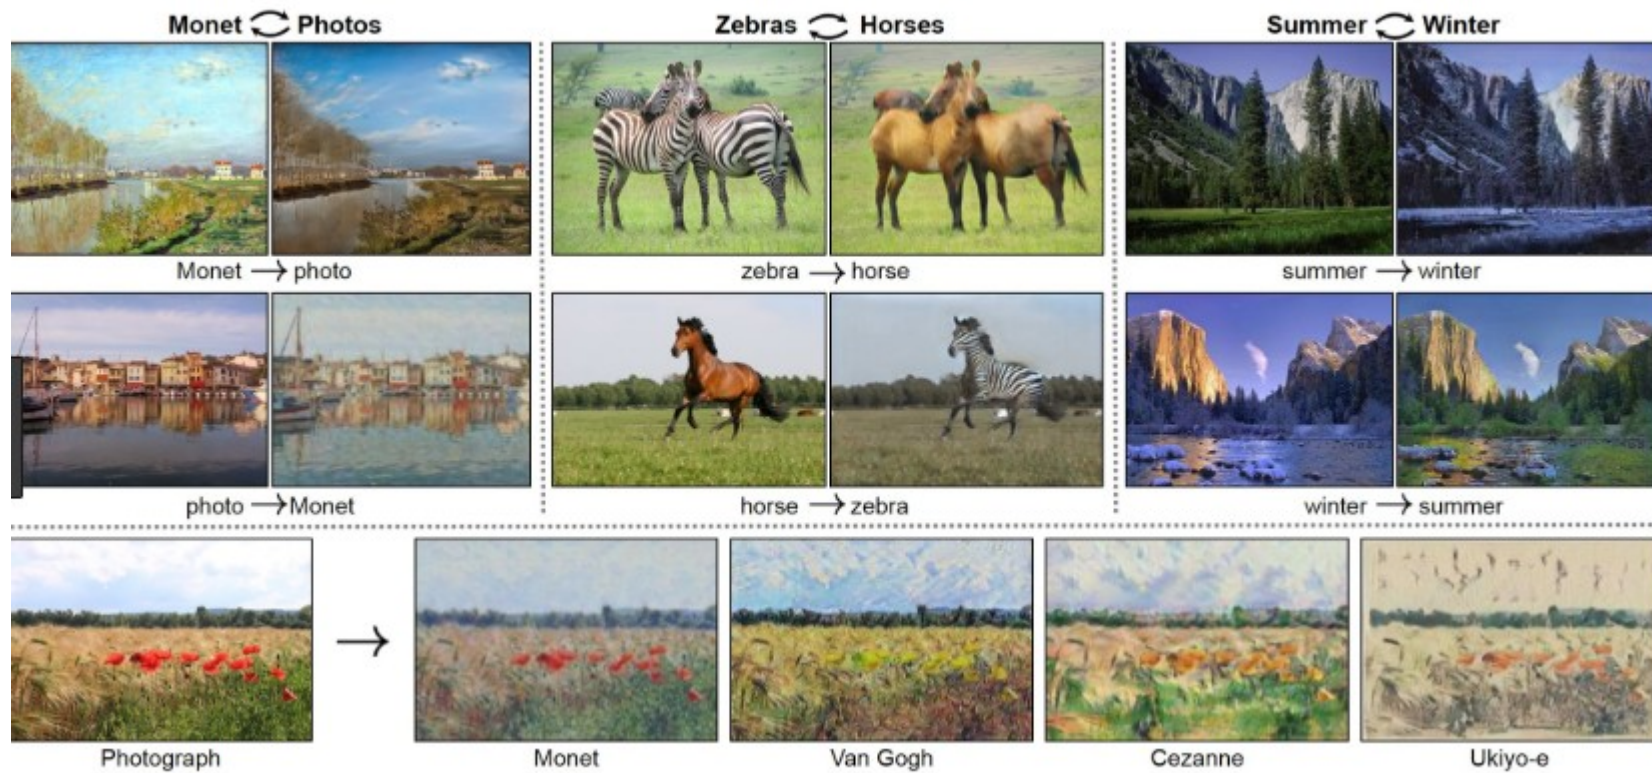 Monet Photos
Zebras Horses
Summer Winter
Monet → photo
zebra → horse
summer → winter
photo → Monet
horse → zebra
winter → summer
Photograph
Monet
Van Gogh
Cezanne
Ukiyo-e